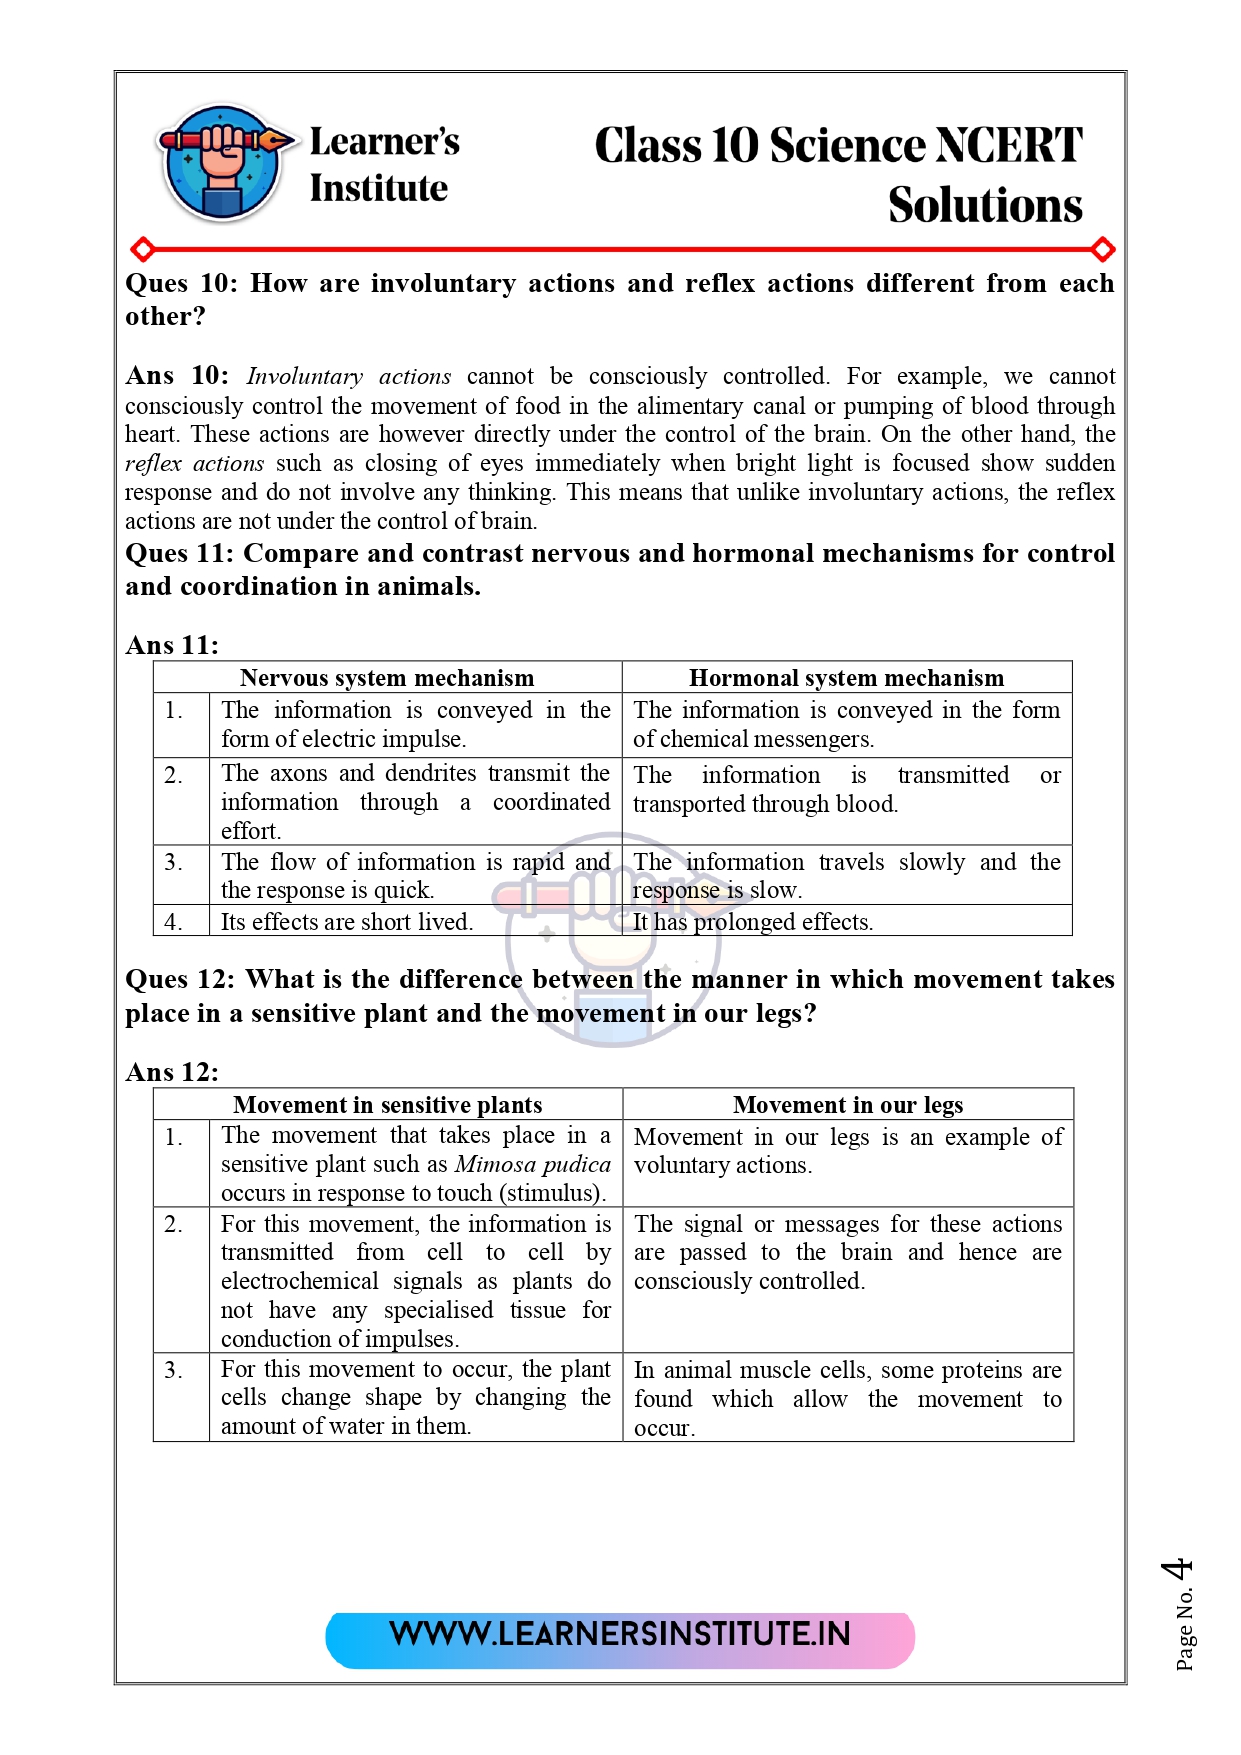 Learner's
Institute
Class 10 Science NCERT
Solutions
Ques 10: How are involuntary actions and reflex actions different from each
other?
Ans 10: Involuntary actions cannot be consciously controlled. For example, we cannot
consciously control the movement of food in the alimentary canal or pumping of blood through
heart. These actions are however directly under the control of the brain. On the other hand, the
reflex actions such as closing of eyes immediately when bright light is focused show sudden
response and do not involve any thinking. This means that unlike involuntary actions, the reflex
actions are not under the control of brain.
Ques 11: Compare and contrast nervous and hormonal mechanisms for control
and coordination in animals.
Ans 11:
Nervous system mechanism
Hormonal system mechanism
1.
The information is conveyed in the
form of electric impulse.
The information is conveyed in the form
of chemical messengers.
2.
The axons and dendrites transmit the
information through a coordinated
effort.
The information is transmitted or
transported through blood.
3.
The flow of information is rapid and
the response is quick.
The information travels slowly and the
response is slow.
4.
Its effects are short lived.
It has prolonged effects.
Ques 12: What is the difference between the manner in which movement takes
place in a sensitive plant and the movement in our legs?
Ans 12:
Movement in sensitive plants
Movement in our legs
1.
The movement that takes place in a
sensitive plant such as Mimosa pudica
occurs in response to touch (stimulus).
Movement in our legs is an example of
voluntary actions.
2.
For this movement, the information is
transmitted from cell to cell by
electrochemical signals as plants do
not have any specialised tissue for
conduction of impulses.
The signal or messages for these actions
are passed to the brain and hence are
consciously controlled.
3.
For this movement to occur, the plant
cells change shape by changing the
amount of water in them.
In animal muscle cells, some proteins are
found which allow the movement to
occur.
WWW.LEARNERSINSTITUTE.IN
Page No. 4